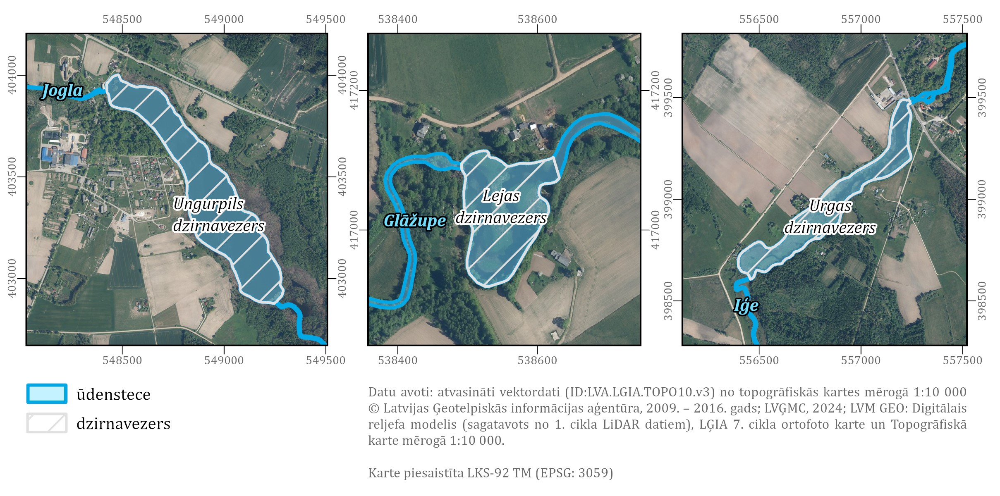 548500 549000 549500
538400 538600
556500 557000 557500
404000
403500
403000
404000
403500
403000
417200
417000
417200
417000
399500
399000
398500
399500
399000
398500
Jogla
Ungurpils
dzirnavezers
Glāžupe
Lejas
dzirnavezers
Urgas
dzirnavezers
Iģe
548500 549000 549500
538400 538600
556500 557000 557500
ūdenstece
dzirnavezers
Datu avoti: atvasināti vektordati (ID:LVA.LGIA.TOPO10.v3) no topogrāfiskās kartes mērogā 1:10 000
© Latvijas Ģeotelpiskās informācijas aģentūra, 2009. – 2016. gads; LVĢMC, 2024; LVM GEO: Digitālais
reljefa modelis (sagatavots no 1. cikla LiDAR datiem), LĢIA 7. cikla ortofoto karte un Topogrāfiskā
karte mērogā 1:10 000.
Karte piesaistīta LKS-92 TM (EPSG: 3059)